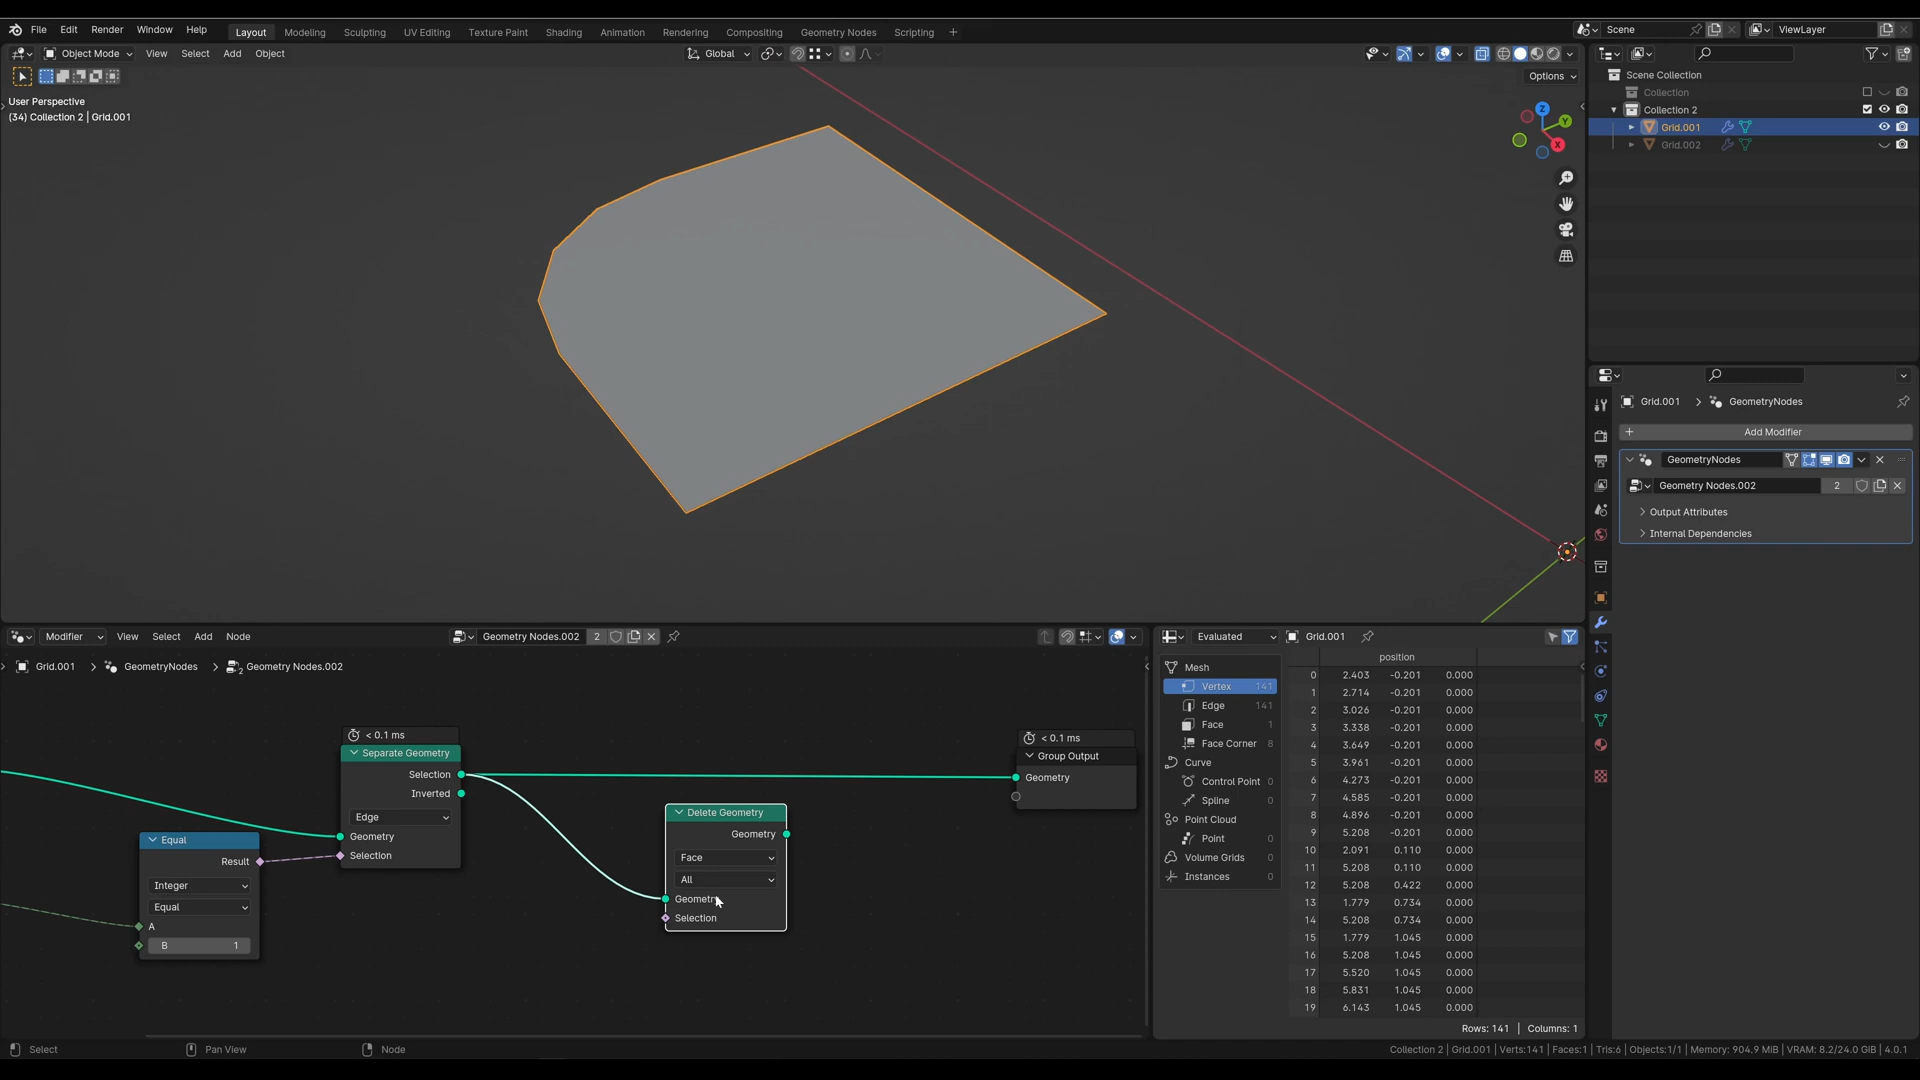 File Edit Render Window Help
Layout Modeling Sculpting UV Editing Texture Paint Shading Animation Rendering Compositing Geometry Nodes Scripting +
Scene
ViewLayer
Object Mode View Select Add Object
Global
Options
User Perspective
(34) Collection 2 | Grid.001
Z
Y
X
Scene Collection
Collection
Collection 2
Grid.001
Grid.002
Grid.001 > GeometryNodes
+ Add Modifier
GeometryNodes
Geometry Nodes.002 2
Output Attributes
Internal Dependencies
Modifier View Select Add Node
Geometry Nodes.002 2
Grid.001 > GeometryNodes > 2 Geometry Nodes.002
< 0.1 ms
Separate Geometry
Selection
Inverted
Edge
Geometry
Selection
Equal
Result
Integer
Equal
A
B 1
Delete Geometry
Geometry
Face
All
Geometry
Selection
< 0.1 ms
Group Output
Geometry
Evaluated
Grid.001
Mesh
Vertex 141
Edge 141
Face 1
Face Corner 8
Curve
Control Point 0
Spline 0
Point Cloud
Point 0
Volume Grids 0
Instances 0
position
0 2.403 -0.201 0.000
1 2.714 -0.201 0.000
2 3.026 -0.201 0.000
3 3.338 -0.201 0.000
4 3.649 -0.201 0.000
5 3.961 -0.201 0.000
6 4.273 -0.201 0.000
7 4.585 -0.201 0.000
8 4.896 -0.201 0.000
9 5.208 -0.201 0.000
10 2.091 0.110 0.000
11 5.208 0.110 0.000
12 5.208 0.422 0.000
13 1.779 0.734 0.000
14 5.208 0.734 0.000
15 1.779 1.045 0.000
16 5.208 1.045 0.000
17 5.520 1.045 0.000
18 5.831 1.045 0.000
19 6.143 1.045 0.000
Rows: 141 | Columns: 1
Select
Pan View
Node
Collection 2 | Grid.001 | Verts:141 | Faces:1 | Tris:6 | Objects:1/1 | Memory: 904.9 MiB | VRAM: 8.2/24.0 GiB | 4.0.1